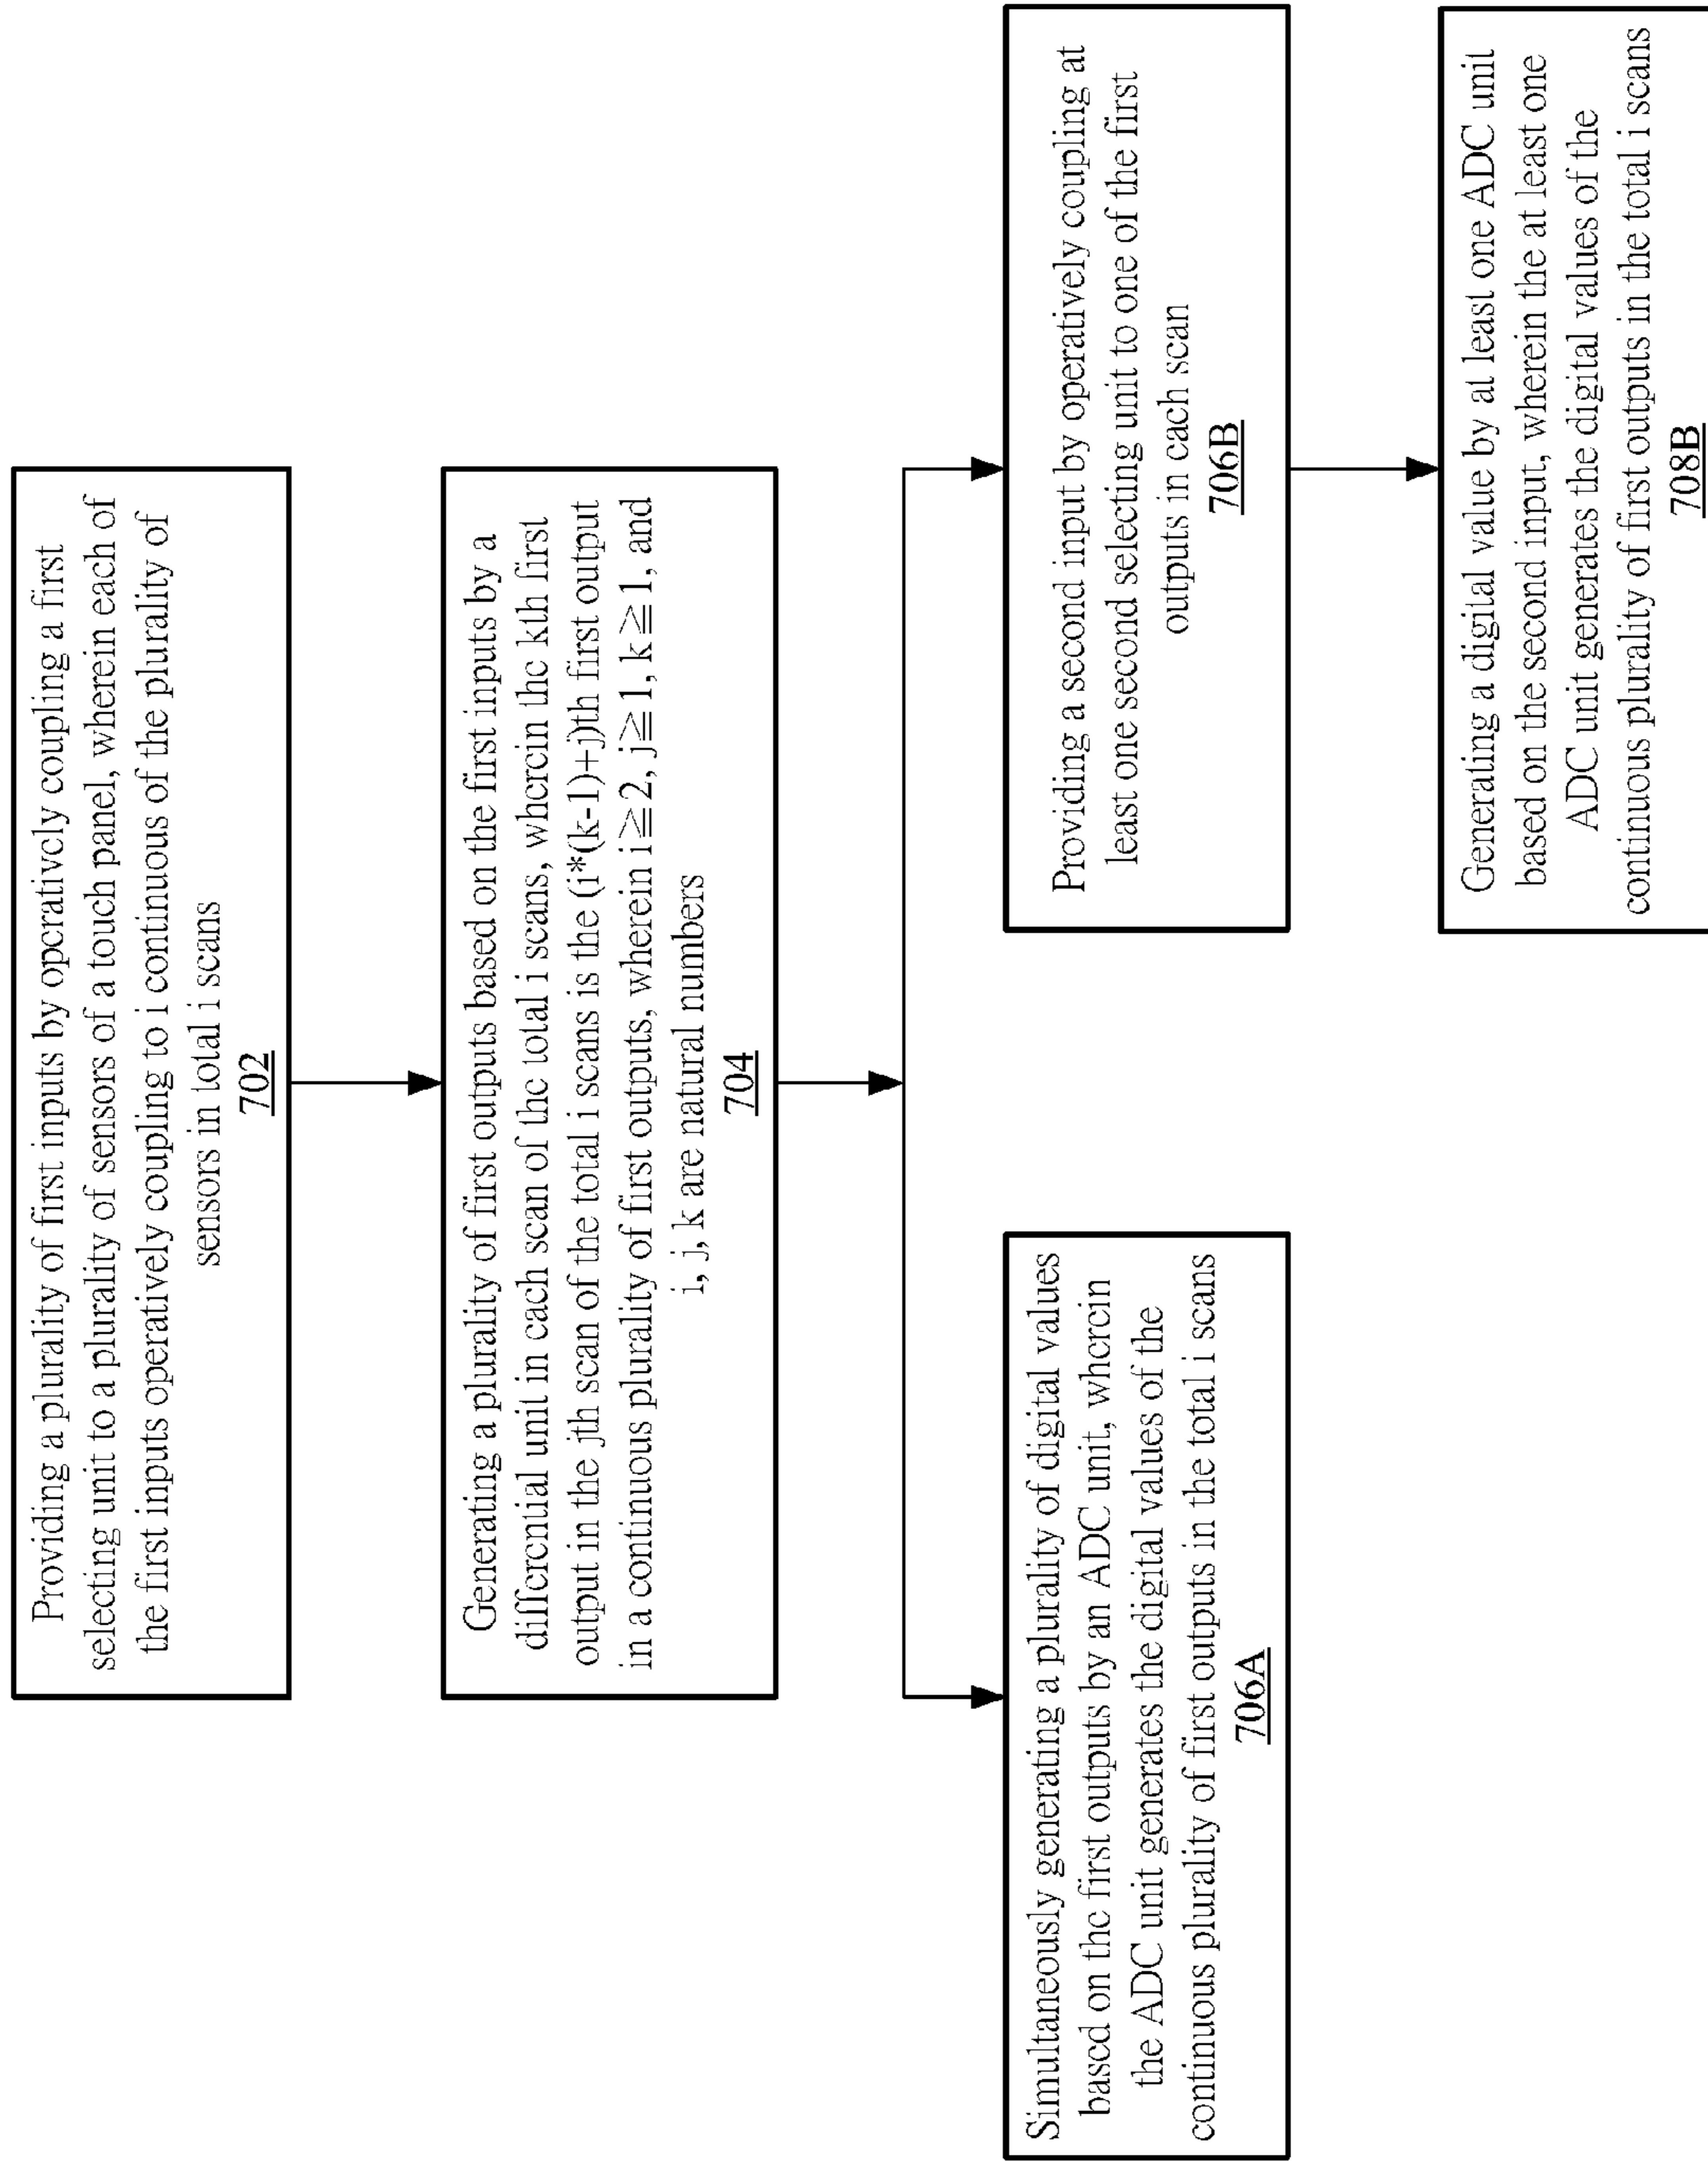 Providing a plurality of first inputs by operatively coupling a first
selecting unit to a plurality of sensors of a touch panel, wherein each of
the first inputs operatively coupling to i continuous of the plurality of
sensors in total i scans
702
Generating a plurality of first outputs based on the first inputs by a
differential unit in each scan of the total i scans, wherein the kth first
output in the jth scan of the total i scans is the (i*(k-1)+j)th first output
in a continuous plurality of first outputs, wherein i≧2, j≧1, k≧1, and
i, j, k are natural numbers
704
Simultaneously generating a plurality of digital values
based on the first outputs by an ADC unit, wherein
the ADC unit generates the digital values of the
continuous plurality of first outputs in the total i scans
706A
Providing a second input by operatively coupling at
least one second selecting unit to one of the first
outputs in each scan
706B
Generating a digital value by at least one ADC unit
based on the second input, wherein the at least one
ADC unit generates the digital values of the
continuous plurality of first outputs in the total i scans
708B